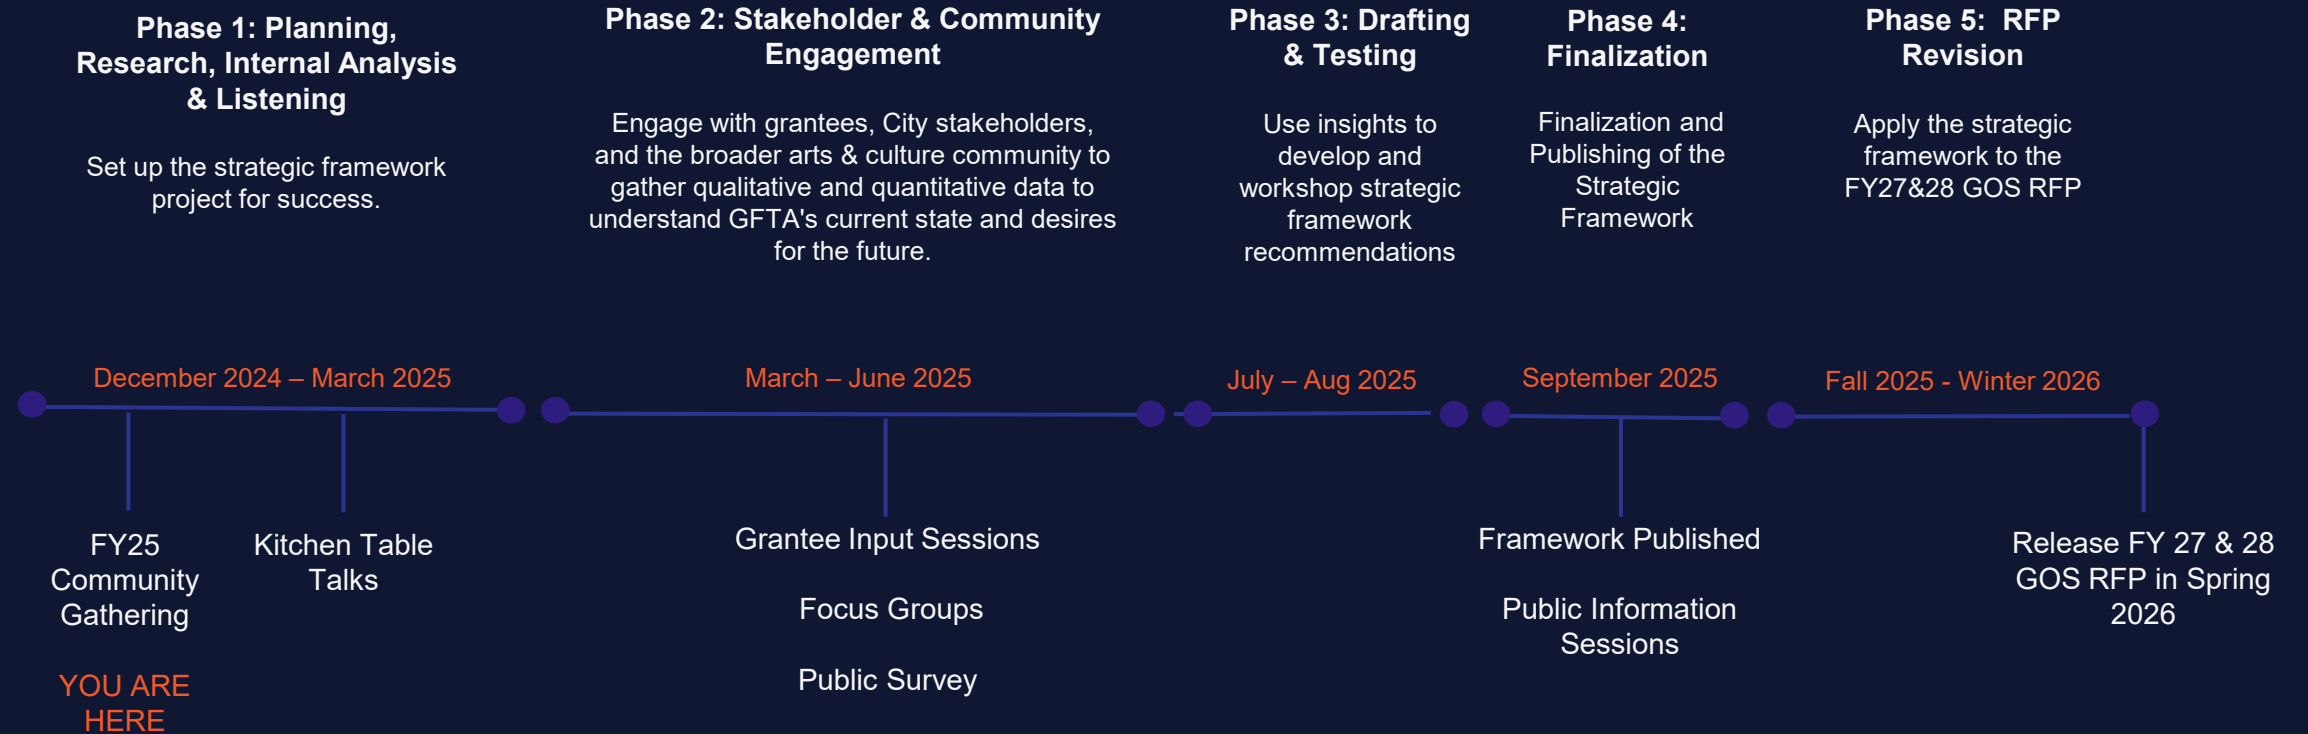 Phase 1: Planning,
Research, Internal Analysis
& Listening
Set up the strategic framework
project for success.
Phase 2: Stakeholder & Community
Engagement
Engage with grantees, City stakeholders,
and the broader arts & culture community to
gather qualitative and quantitative data to
understand GFTA's current state and desires
for the future.
Phase 3: Drafting
& Testing
Use insights to
develop and
workshop strategic
framework
recommendations
Phase 4:
Finalization
Finalization and
Publishing of the
Strategic
Framework
Phase 5: RFP
Revision
Apply the strategic
framework to the
FY27&28 GOS RFP
December 2024 – March 2025
March – June 2025
July – Aug 2025
September 2025
Fall 2025 - Winter 2026
FY25
Community
Gathering
YOU ARE
HERE
Kitchen Table
Talks
Grantee Input Sessions
Focus Groups
Public Survey
Framework Published
Public Information
Sessions
Release FY 27 & 28
GOS RFP in Spring
2026